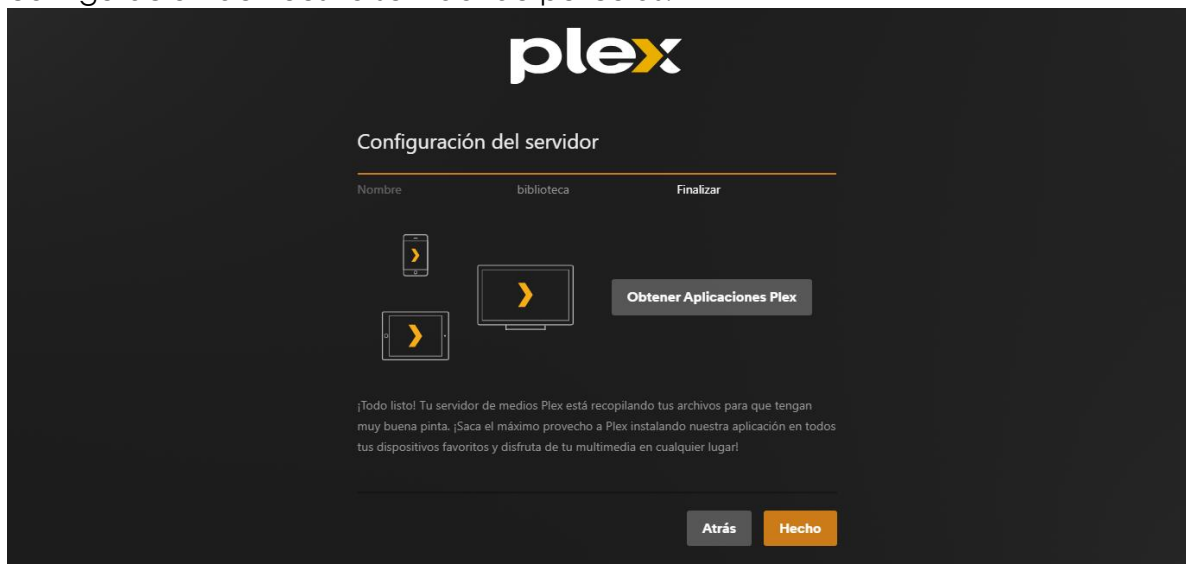 plex
Configuración del servidor
Nombre biblioteca Finalizar
Obtener Aplicaciones Plex
¡Todo listo! Tu servidor de medios Plex está recopilando tus archivos para que tengan
muy buena pinta. ¡Saca el máximo provecho a Plex instalando nuestra aplicación en todos
tus dispositivos favoritos y disfruta de tu multimedia en cualquier lugar!
Atrás Hecho